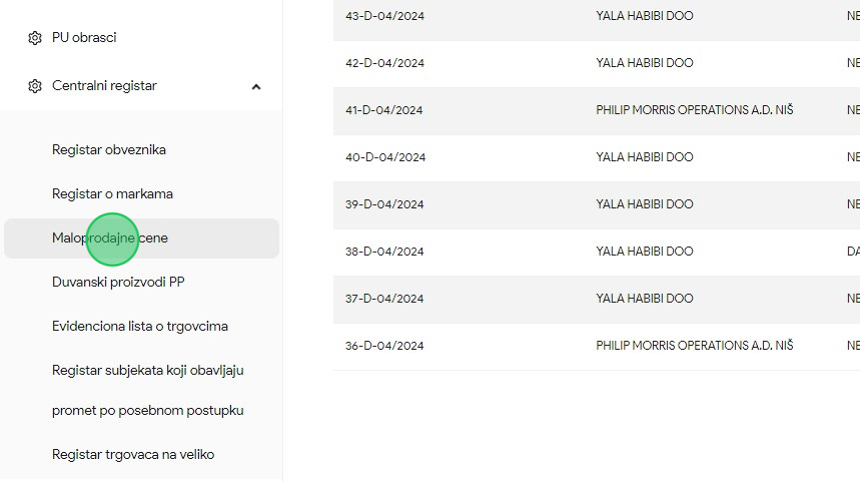 PU obrasci
Centralni registar
Registar obveznika
Registar o markama
Maloprodajne cene
Duvanski proizvodi PP
Evidenciona lista o trgovcima
Registar subjekata koji obavljaju
promet po posebnom postupku
Registar trgovaca na veliko
43-D-04/2024 YALA HABIBI DOO NE
42-D-04/2024 YALA HABIBI DOO NE
41-D-04/2024 PHILIP MORRIS OPERATIONS A.D. NIŠ NE
40-D-04/2024 YALA HABIBI DOO NE
39-D-04/2024 YALA HABIBI DOO NE
38-D-04/2024 YALA HABIBI DOO DA
37-D-04/2024 YALA HABIBI DOO NE
36-D-04/2024 PHILIP MORRIS OPERATIONS A.D. NIŠ NE